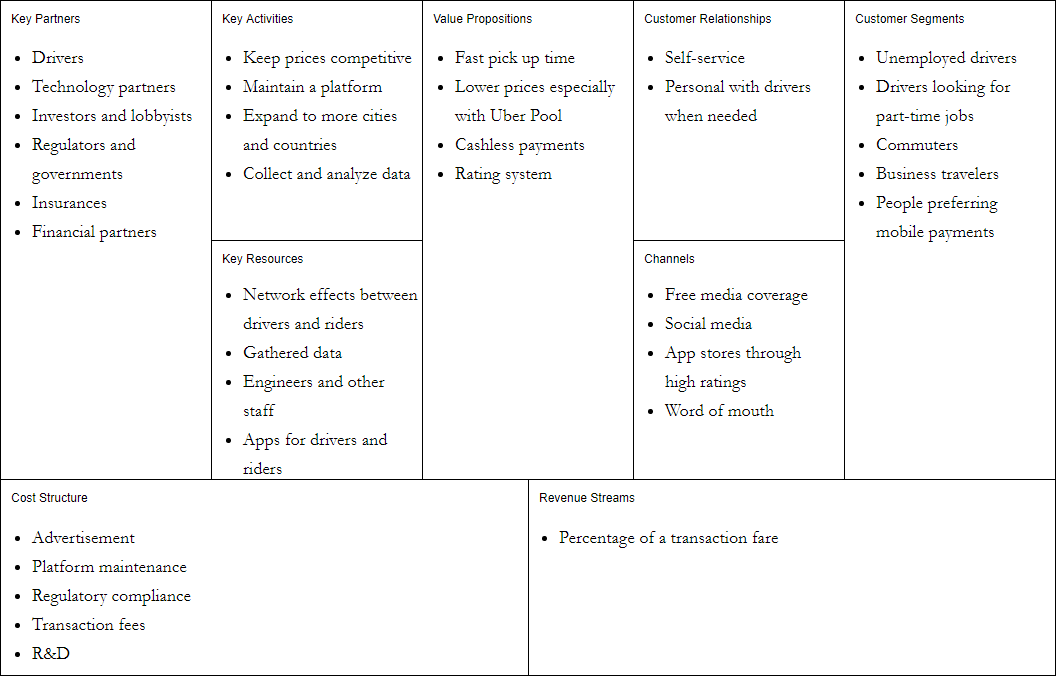 Key Partners
• Drivers
• Technology partners
• Investors and lobbyists
• Regulators and
governments
• Insurances
• Financial partners
Key Activities
• Keep prices competitive
• Maintain a platform
• Expand to more cities
and countries
• Collect and analyze data
Key Resources
• Network effects between
drivers and riders
• Gathered data
• Engineers and other
staff
• Apps for drivers and
riders
Value Propositions
• Fast pick up time
• Lower prices especially
with Uber Pool
• Cashless payments
• Rating system
Customer Relationships
• Self-service
• Personal with drivers
when needed
Channels
• Free media coverage
• Social media
• App stores through
high ratings
• Word of mouth
Customer Segments
• Unemployed drivers
• Drivers looking for
part-time jobs
• Commuters
• Business travelers
• People preferring
mobile payments
Cost Structure
• Advertisement
• Platform maintenance
• Regulatory compliance
• Transaction fees
• R&D
Revenue Streams
• Percentage of a transaction fare